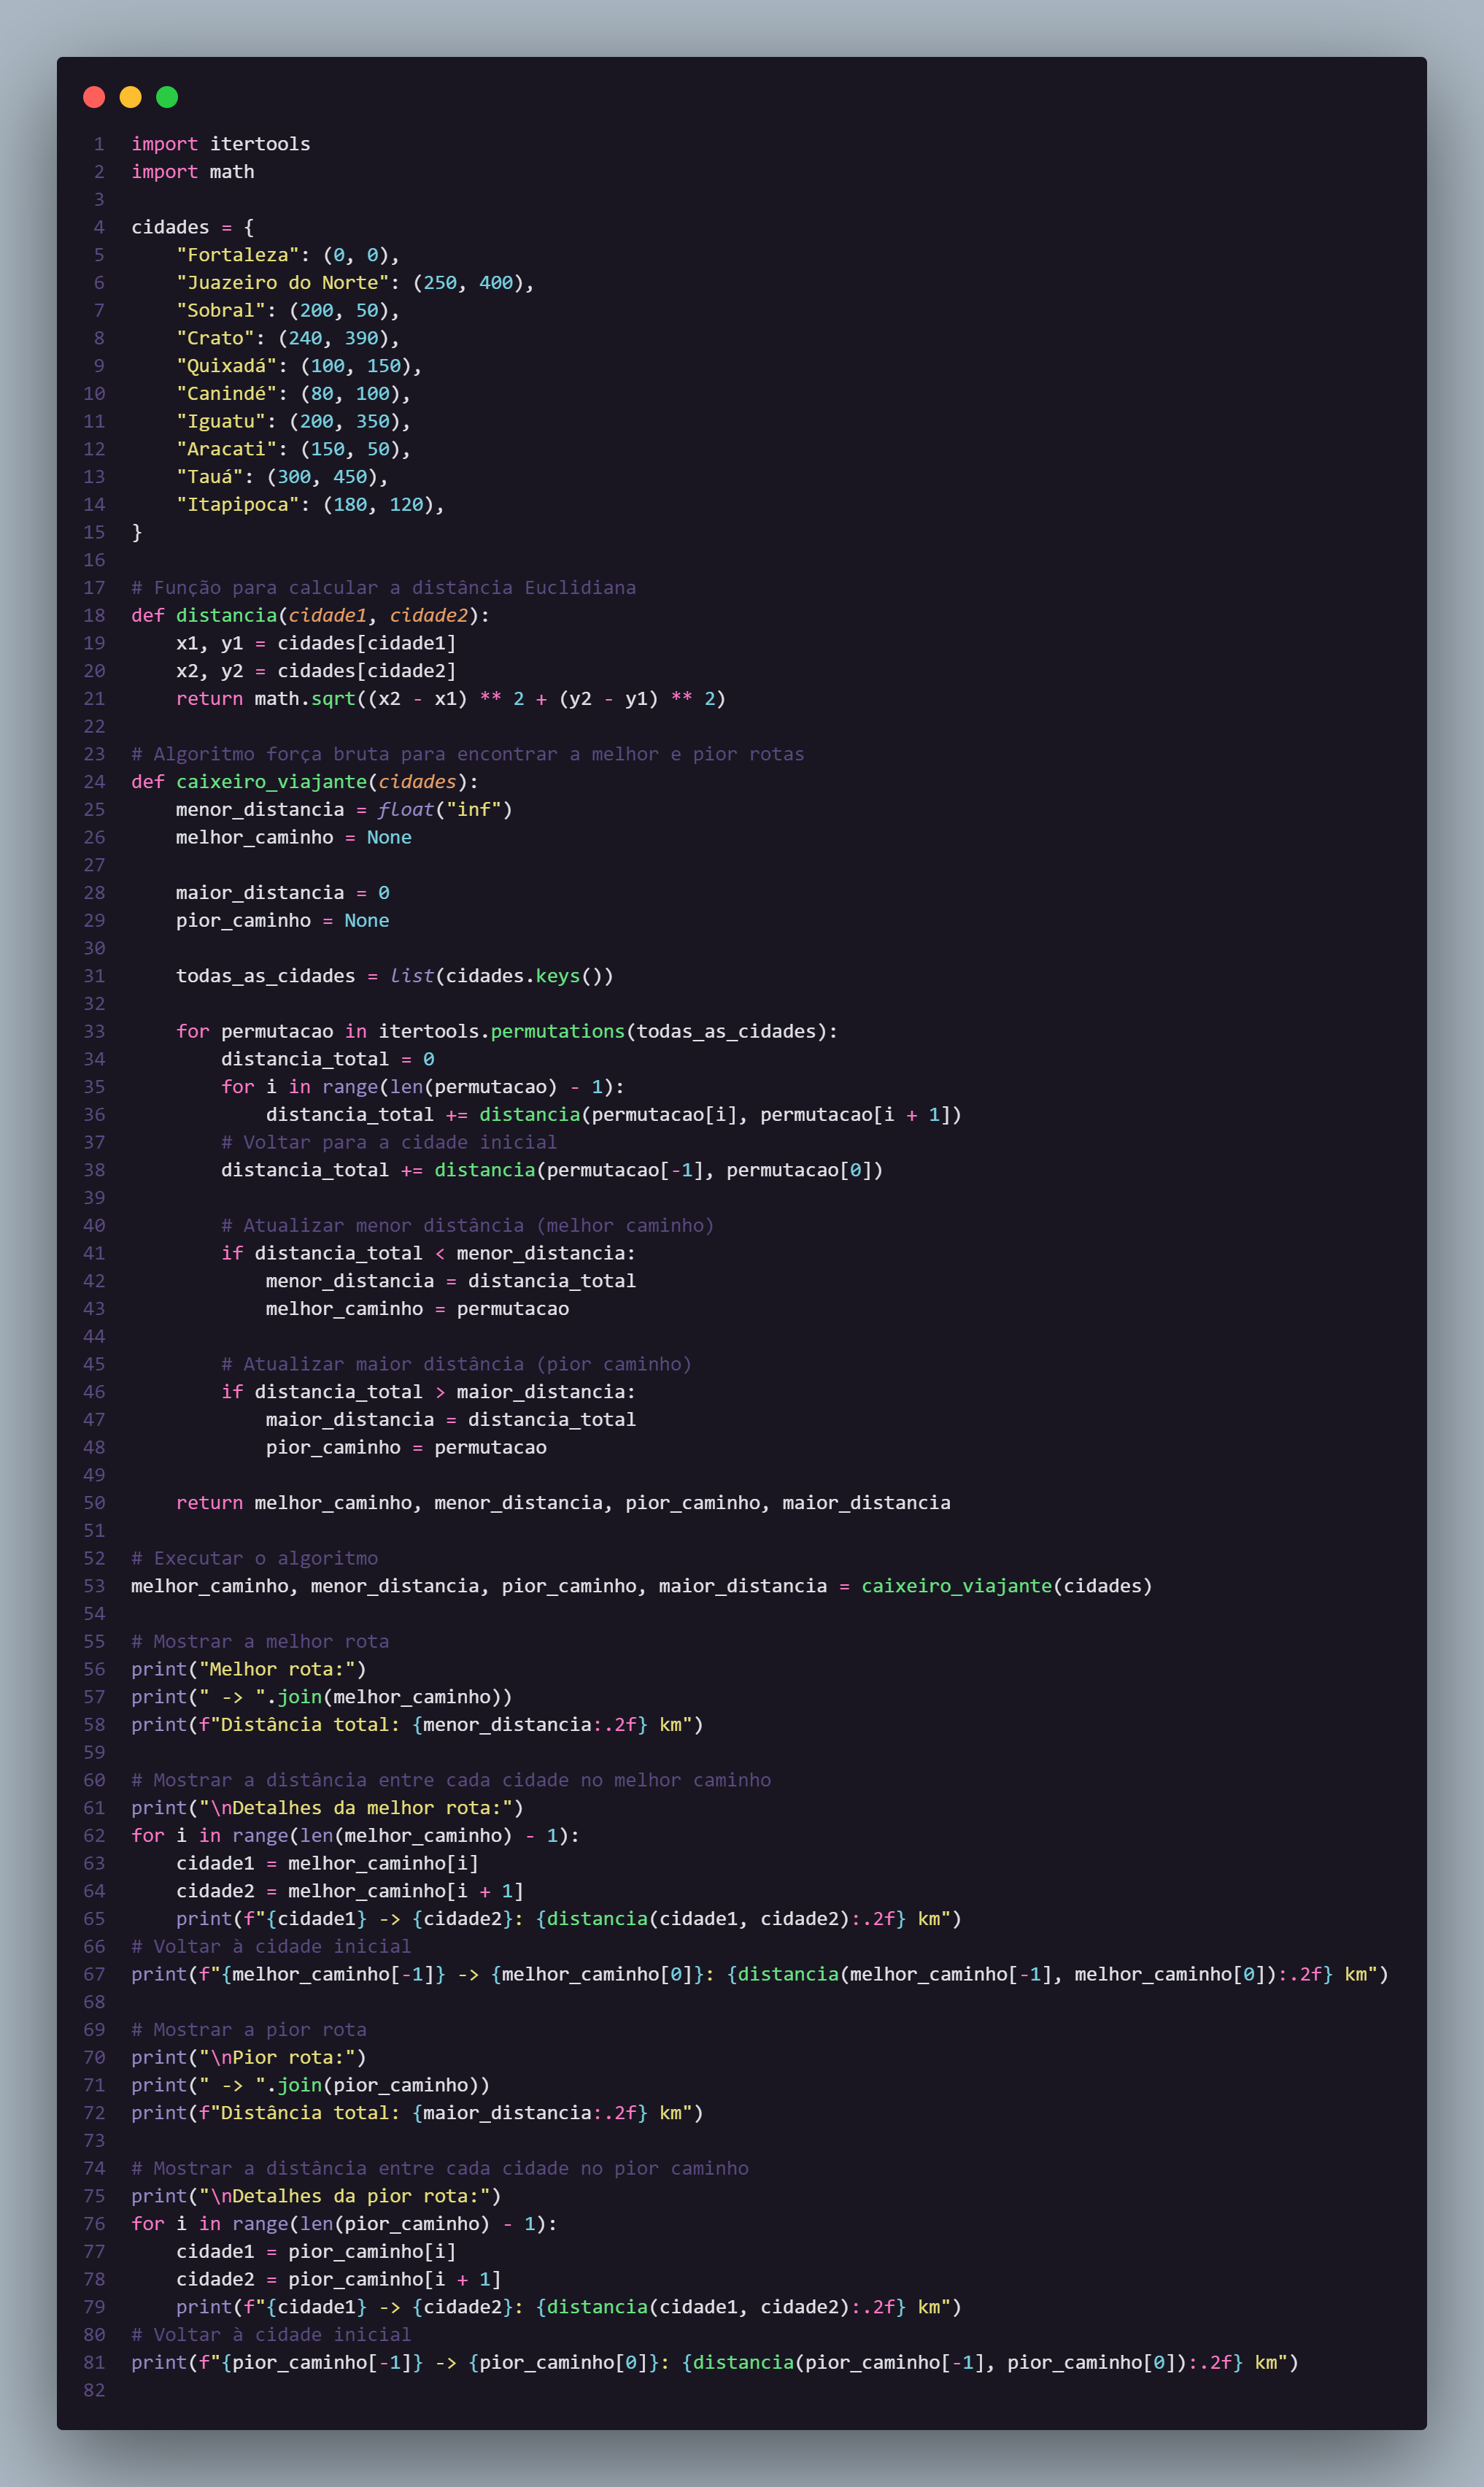 1 import itertools
2 import math
3
4 cidades = {
5     "Fortaleza": (0, 0),
6     "Juazeiro do Norte": (250, 400),
7     "Sobral": (200, 50),
8     "Crato": (240, 390),
9     "Quixadá": (100, 150),
10     "Canindé": (80, 100),
11     "Iguatu": (200, 350),
12     "Aracati": (150, 50),
13     "Tauá": (300, 450),
14     "Itapipoca": (180, 120),
15 }
16
17 # Função para calcular a distância Euclidiana
18 def distancia(cidade1, cidade2):
19     x1, y1 = cidades[cidade1]
20     x2, y2 = cidades[cidade2]
21     return math.sqrt((x2 - x1) ** 2 + (y2 - y1) ** 2)
22
23 # Algoritmo força bruta para encontrar a melhor e pior rotas
24 def caixeiro_viajante(cidades):
25     menor_distancia = float("inf")
26     melhor_caminho = None
27
28     maior_distancia = 0
29     pior_caminho = None
30
31     todas_as_cidades = list(cidades.keys())
32
33     for permutacao in itertools.permutations(todas_as_cidades):
34         distancia_total = 0
35         for i in range(len(permutacao) - 1):
36             distancia_total += distancia(permutacao[i], permutacao[i + 1])
37         # Voltar para a cidade inicial
38         distancia_total += distancia(permutacao[-1], permutacao[0])
39
40         # Atualizar menor distância (melhor caminho)
41         if distancia_total < menor_distancia:
42             menor_distancia = distancia_total
43             melhor_caminho = permutacao
44
45         # Atualizar maior distância (pior caminho)
46         if distancia_total > maior_distancia:
47             maior_distancia = distancia_total
48             pior_caminho = permutacao
49
50     return melhor_caminho, menor_distancia, pior_caminho, maior_distancia
51
52 # Executar o algoritmo
53 melhor_caminho, menor_distancia, pior_caminho, maior_distancia = caixeiro_viajante(cidades)
54
55 # Mostrar a melhor rota
56 print("Melhor rota:")
57 print(" -> ".join(melhor_caminho))
58 print(f"Distância total: {menor_distancia:.2f} km")
59
60 # Mostrar a distância entre cada cidade no melhor caminho
61 print("\nDetalhes da melhor rota:")
62 for i in range(len(melhor_caminho) - 1):
63     cidade1 = melhor_caminho[i]
64     cidade2 = melhor_caminho[i + 1]
65     print(f"{cidade1} -> {cidade2}: {distancia(cidade1, cidade2):.2f} km")
66 # Voltar à cidade inicial
67 print(f"{melhor_caminho[-1]} -> {melhor_caminho[0]}: {distancia(melhor_caminho[-1], melhor_caminho[0]):.2f} km")
68
69 # Mostrar a pior rota
70 print("\nPior rota:")
71 print(" -> ".join(pior_caminho))
72 print(f"Distância total: {maior_distancia:.2f} km")
73
74 # Mostrar a distância entre cada cidade no pior caminho
75 print("\nDetalhes da pior rota:")
76 for i in range(len(pior_caminho) - 1):
77     cidade1 = pior_caminho[i]
78     cidade2 = pior_caminho[i + 1]
79     print(f"{cidade1} -> {cidade2}: {distancia(cidade1, cidade2):.2f} km")
80 # Voltar à cidade inicial
81 print(f"{pior_caminho[-1]} -> {pior_caminho[0]}: {distancia(pior_caminho[-1], pior_caminho[0]):.2f} km")
82